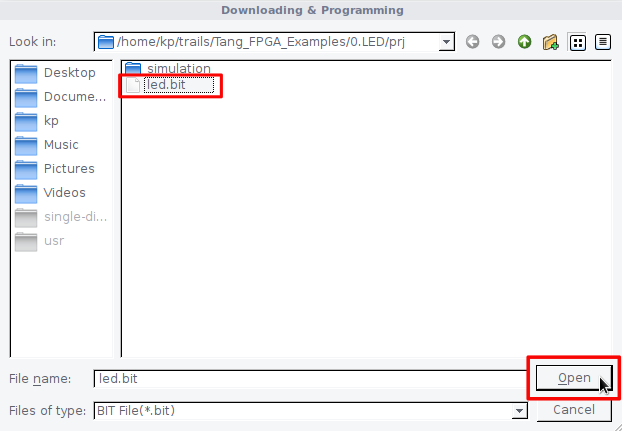 Downloading & Programming
Look in: /home/kp/trails/Tang_FPGA_Examples/0.LED/prj
Desktop
Docume...
kp
Music
Pictures
Videos
single-di...
usr
simulation
led.bit
File name: led.bit
Open
Files of type: BIT File(*.bit)
Cancel